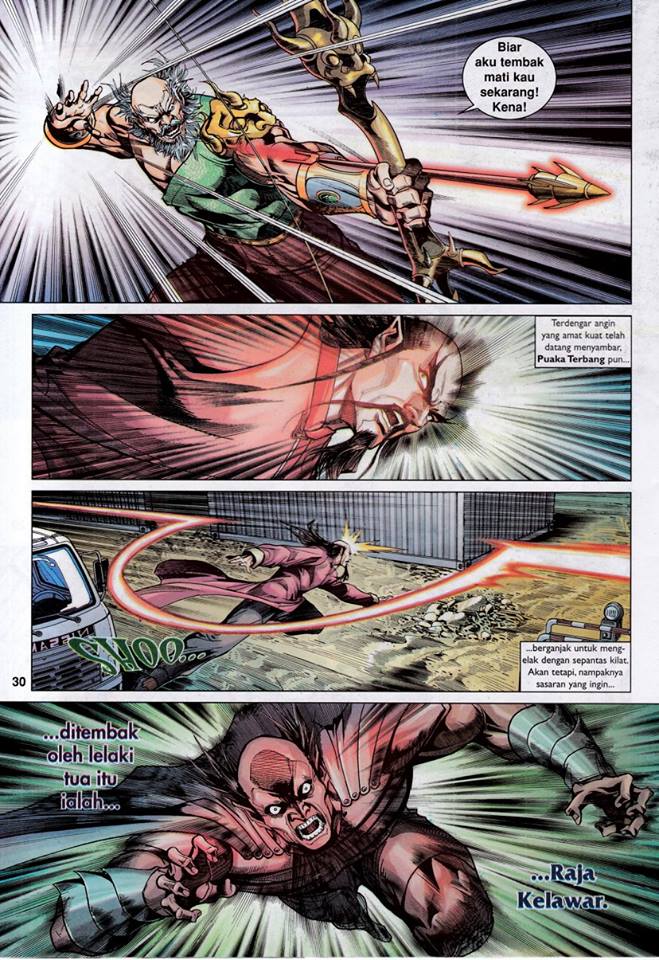 Biar
aku tembak
mati kau
sekarang!
Kena!
Terdengar angin
yang amat kuat telah
datang menyambar,
Puaka Terbang pun...
SHOO...
NISSAN
...berganjak untuk meng-
elak dengan sepantas kilat.
Akan tetapi, nampaknya
sasaran yang ingin...
30
...ditembak
oleh lelaki
tua itu
ialah...
...Raja
Kelawar.